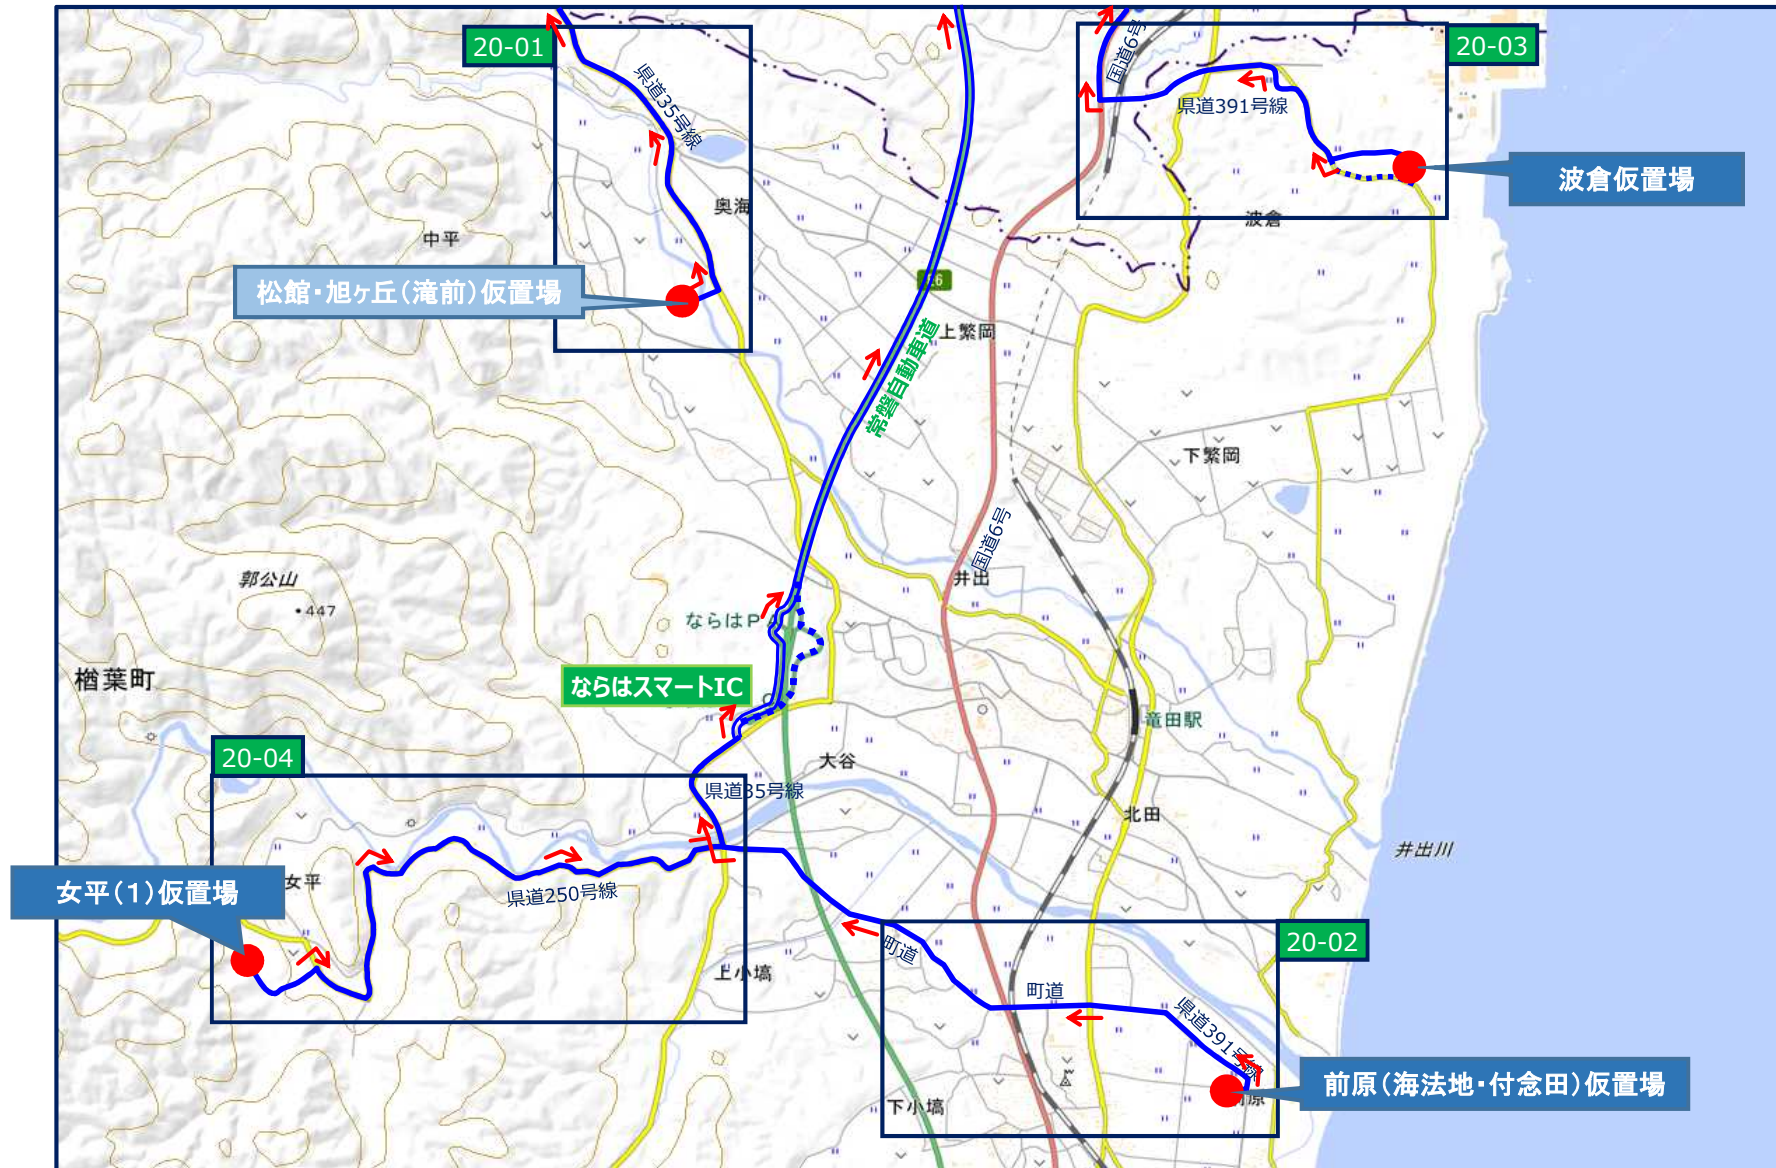 20-01
国道6号
20-03
県道35号線
県道391号線
波倉仮置場
奥海
波倉
中平
松館・旭ヶ丘(滝前)仮置場
上繁岡
常磐自動車道
下繁岡
国道6号
郭公山
・447
井出
ならはP
楢葉町
ならはスマートIC
竜田駅
20-04
大谷
県道35号線
北田
井出川
女平(1)仮置場
女平
県道250号線
町道
20-02
上小塙
町道
県道391号線
前原(海法地・付念田)仮置場
下小塙